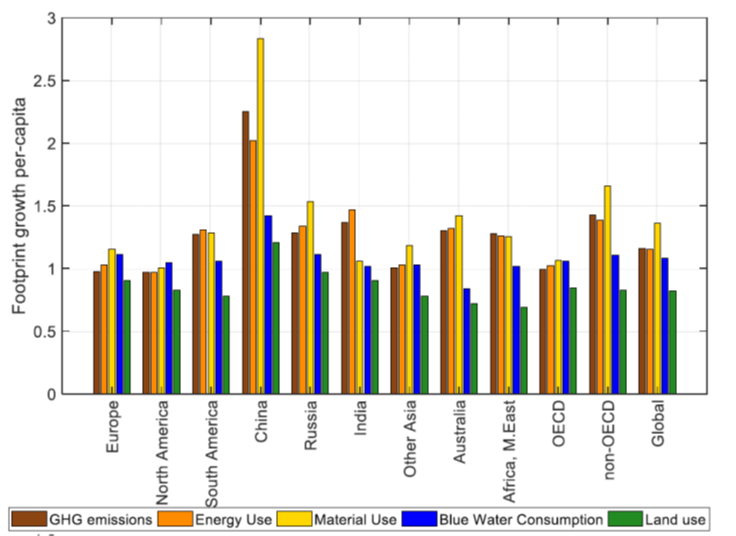 3
2.5
2
1.5
1
0.5
0
Footprint growth per-capita
Europe
North America
South America
China
Russia
India
Other Asia
Australia
Africa, M.East
OECD
non-OECD
Global
GHG emissions Energy Use Material Use Blue Water Consumption Land use